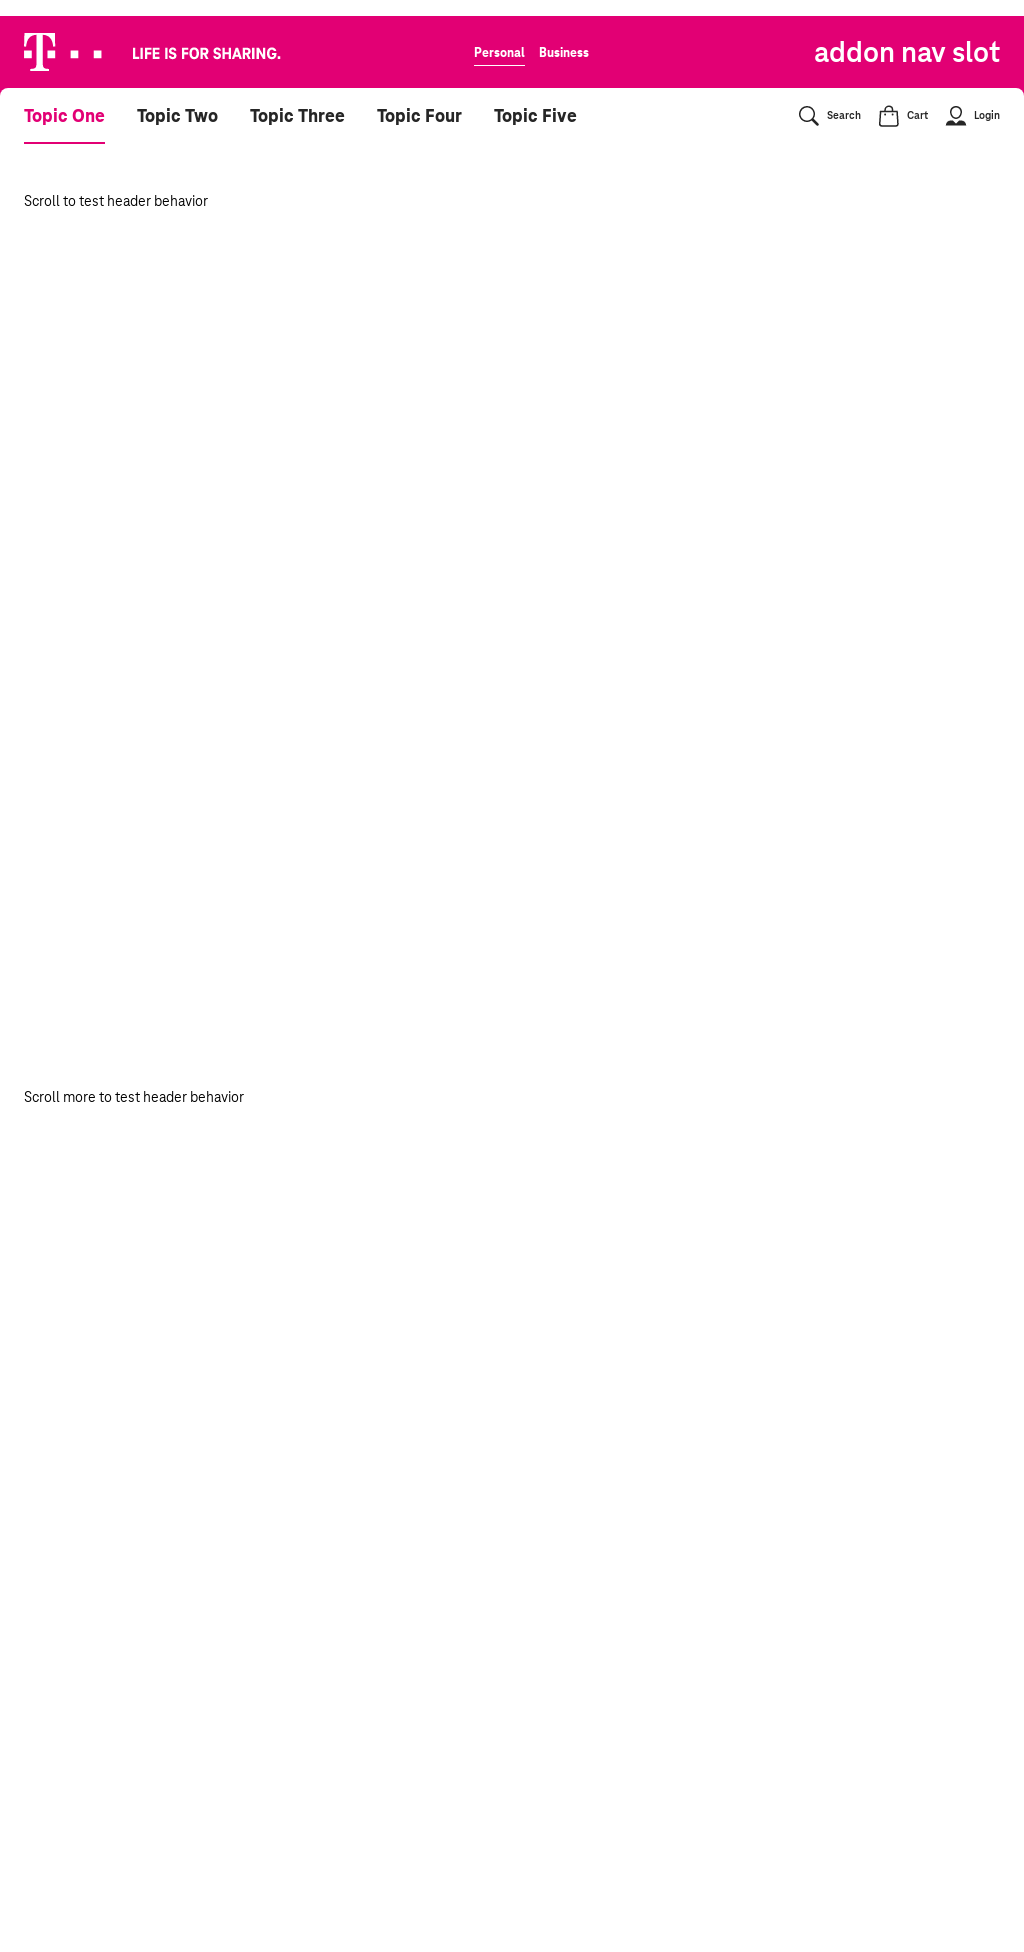 T
LIFE IS FOR SHARING.
Personal Business
addon nav slot
Topic One Topic Two Topic Three Topic Four Topic Five
Search Cart Login
Scroll to test header behavior
Scroll more to test header behavior